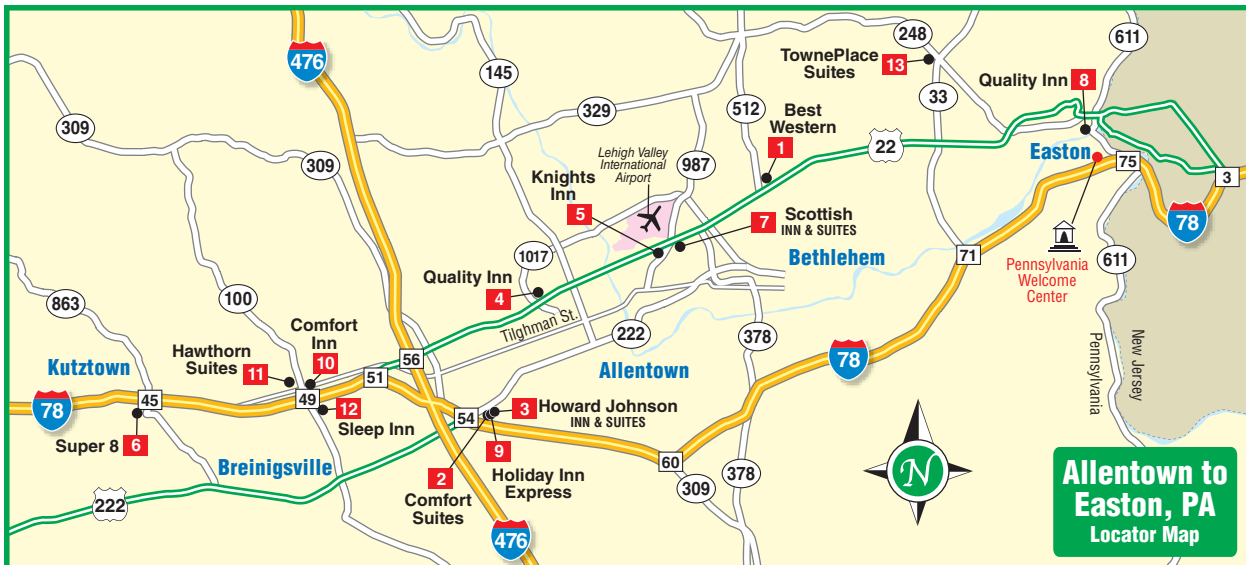 476
145
248
611
TownePlace
Suites
13
Quality Inn
8
309
329
512
33
Best
Western
1
22
309
Lehigh Valley
International
Airport
987
Easton
75
3
Knights
Inn
5
7
Scottish
INN & SUITES
78
1017
Bethlehem
71
Pennsylvania
Welcome
Center
611
Quality Inn
4
863
100
Tilghman St.
222
378
Comfort
Inn
10
56
78
Pennsylvania
New Jersey
Kutztown
Hawthorn
Suites
11
51
Allentown
78
45
49
12
Sleep Inn
54
3
Howard Johnson
INN & SUITES
Super 8
6
9
Holiday Inn
Express
60
Breinigsville
2
Comfort
Suites
309
378
222
476
N
Allentown to
Easton, PA
Locator Map